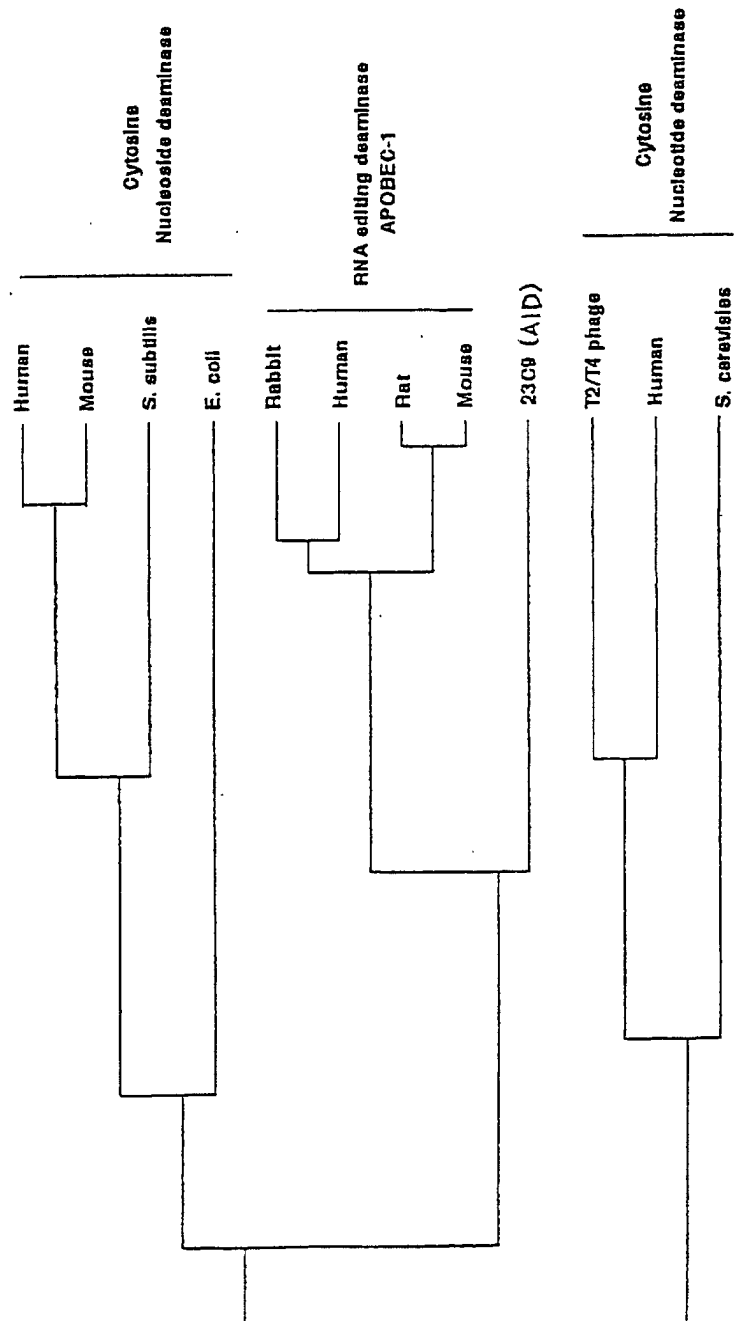 Cytosine
Nucleoside deaminase
Human
Mouse
S. subtilis
E. coli
RNA editing deaminase
APOBEC-1
Rabbit
Human
Rat
Mouse
23C9 (AID)
Cytosine
Nucleotide deaminase
T2/T4 phage
Human
S. carevisies